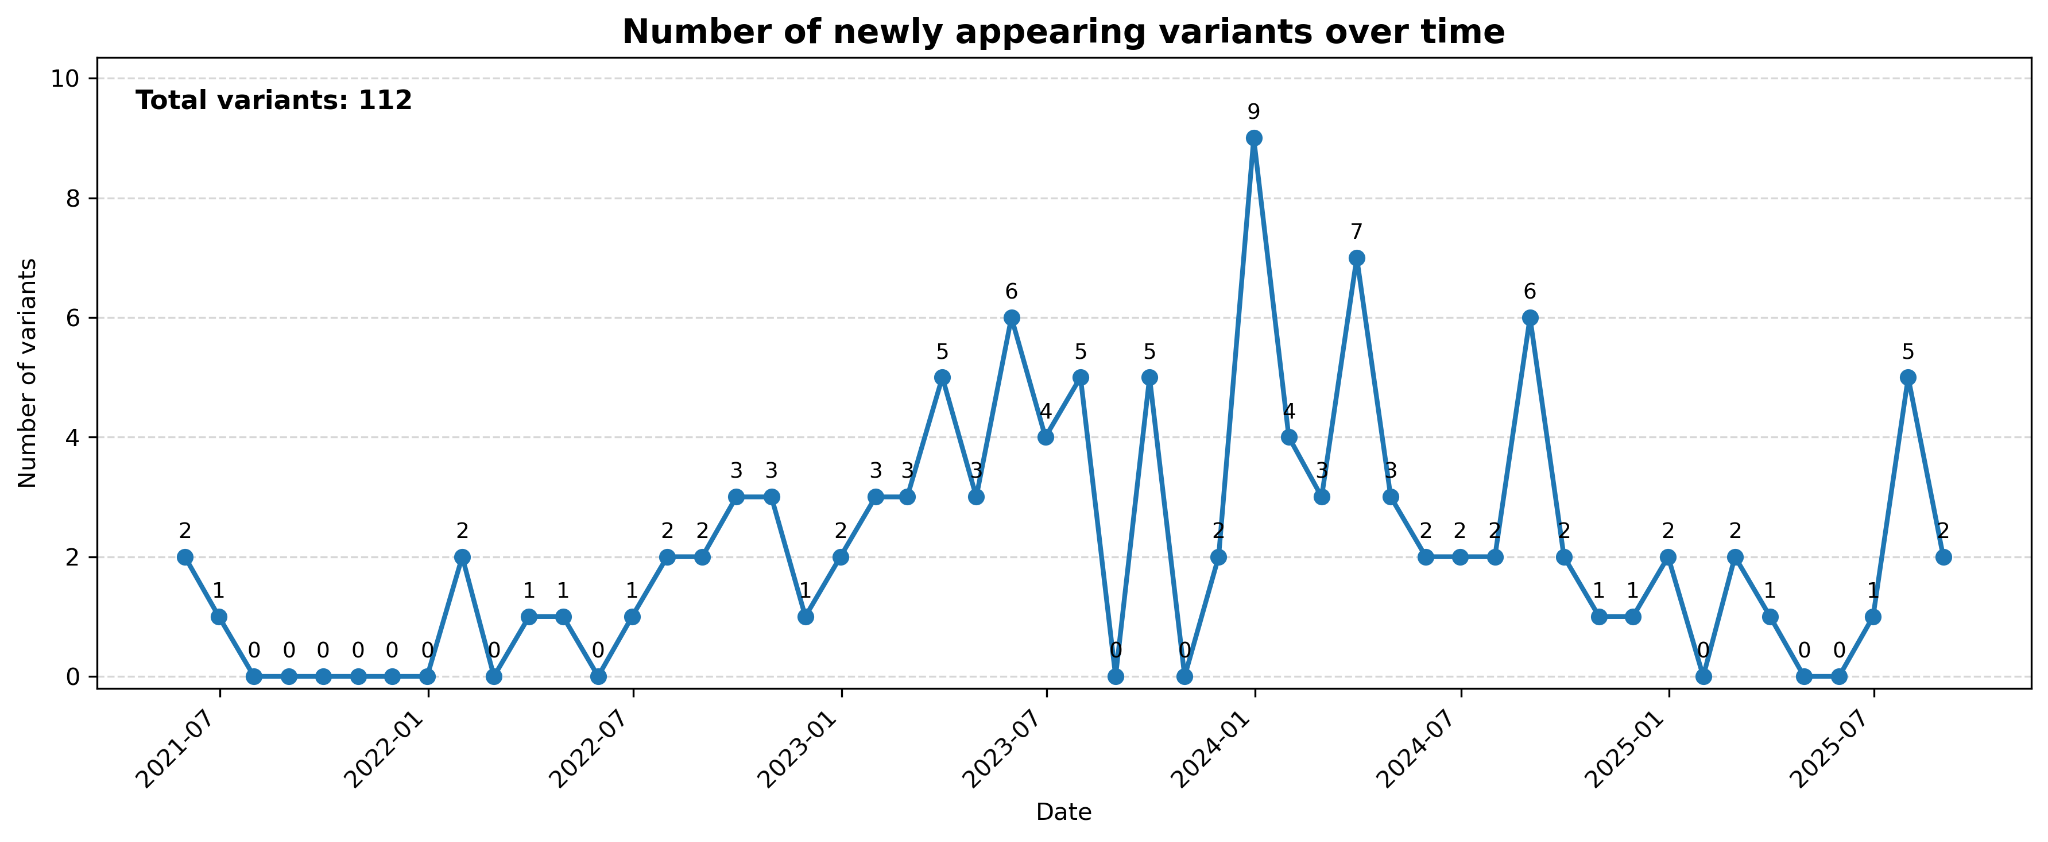 Number of newly appearing variants over time
Total variants: 112
Number of variants
10
8
6
4
2
0
2 1 0 0 0 0 0 0 2 0 1 1 0 1 2 2 3 3 1 2 3 3 5 3 6 4 5 0 5 0 2 9 4 3 7 3 2 2 2 6 2 1 1 2 0 2 1 0 0 1 5 2
2021-07 2022-01 2022-07 2023-01 2023-07 2024-01 2024-07 2025-01 2025-07
Date